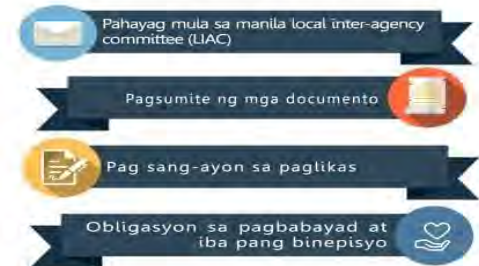 Pahayag mula sa manila local inter-agency
committee (LIAC)
Pagsumite ng mga documento
Pag sang-ayon sa paglikas
Obligasyon sa pagbabayad at
iba pang binepisyo